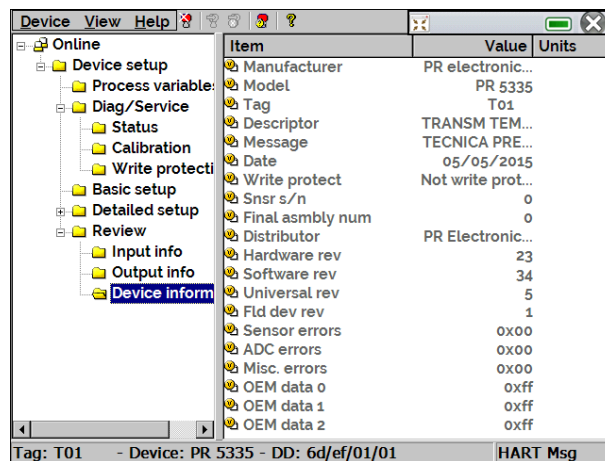 Device View Help
Online
Device setup
Process variable
Diag/Service
Status
Calibration
Write protecti
Basic setup
Detailed setup
Review
Input info
Output info
Device inform
Item Value Units
Manufacturer PR electronic...
Model PR 5335
Tag T01
Descriptor TRANSM TEM...
Message TECNICA PRE...
Date 05/05/2015
Write protect Not write prot...
Snsr s/n 0
Final asmbly num 0
Distributor PR Electronic...
Hardware rev 23
Software rev 34
Universal rev 5
Fld dev rev 1
Sensor errors 0x00
ADC errors 0x00
Misc. errors 0x00
OEM data 0 0xff
OEM data 1 0xff
OEM data 2 0xff
Tag: T01 - Device: PR 5335 - DD: 6d/ef/01/01 HART Msg